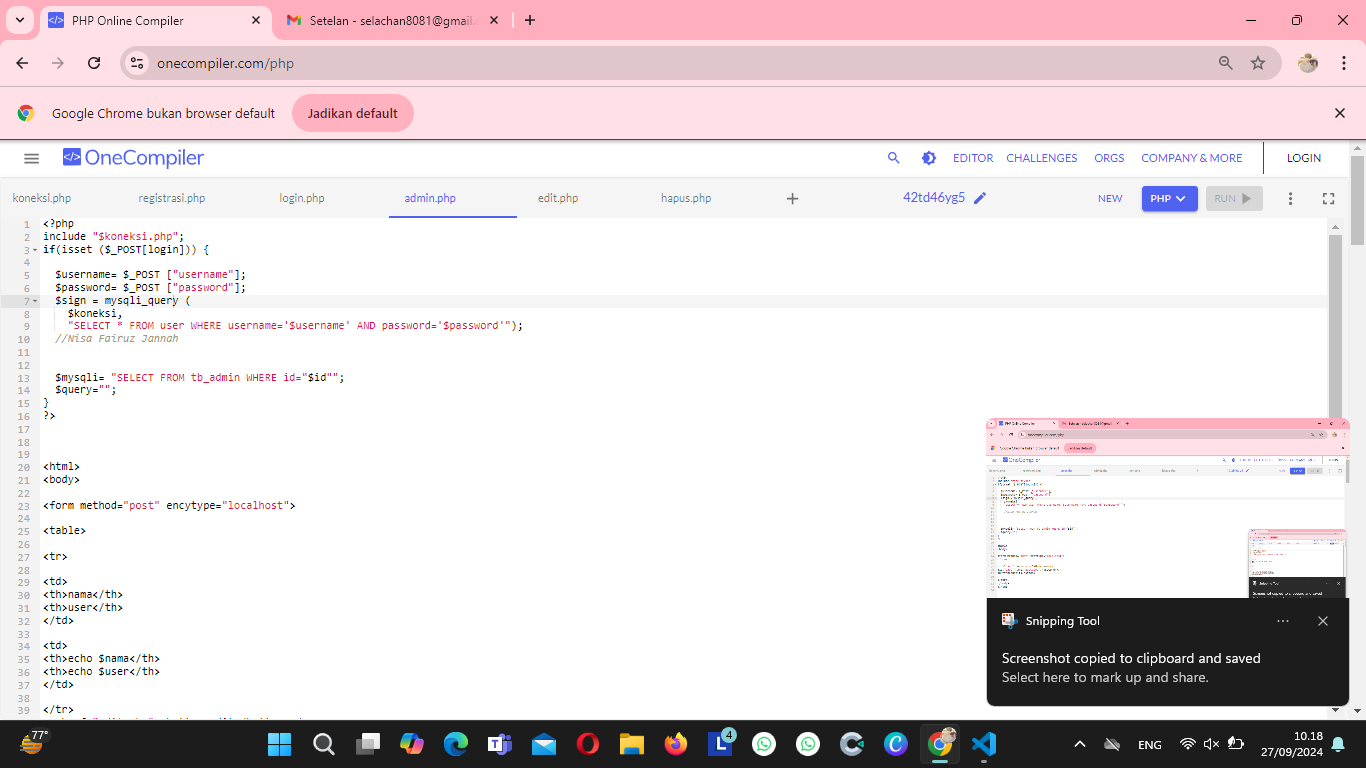 PHP Online Compiler
Setelan - selachan8081@gmail.
onecompiler.com/php
Google Chrome bukan browser default
Jadikan default
OneCompiler
EDITOR
CHALLENGES
ORGS
COMPANY & MORE
LOGIN
koneksi.php
registrasi.php
login.php
admin.php
edit.php
hapus.php
42td46yg5
NEW
PHP
RUN
1 <?php
2 include "$koneksi.php";
3 if(isset ($_POST[login])) {
4
5 $username= $_POST ["username"];
6 $password= $_POST ["password"];
7 $sign = mysqli_query (
8 $koneksi,
9 "SELECT * FROM user WHERE username='$username' AND password='$password'");
10 //Nisa Fairuz Jannah
11
12
13 $mysqli= "SELECT FROM tb_admin WHERE id="$id"";
14 $query="";
15 }
16 ?>
17
18
19
20 <html>
21 <body>
22
23 <form method="post" encytype="localhost">
24
25 <table>
26
27 <tr>
28
29 <td>
30 <th>nama</th>
31 <th>user</th>
32 </td>
33
34 <td>
35 <th>echo $nama</th>
36 <th>echo $user</th>
37 </td>
38
39 </tr>
Snipping Tool
Screenshot copied to clipboard and saved
Select here to mark up and share.
77°
4
ENG
10.18
27/09/2024